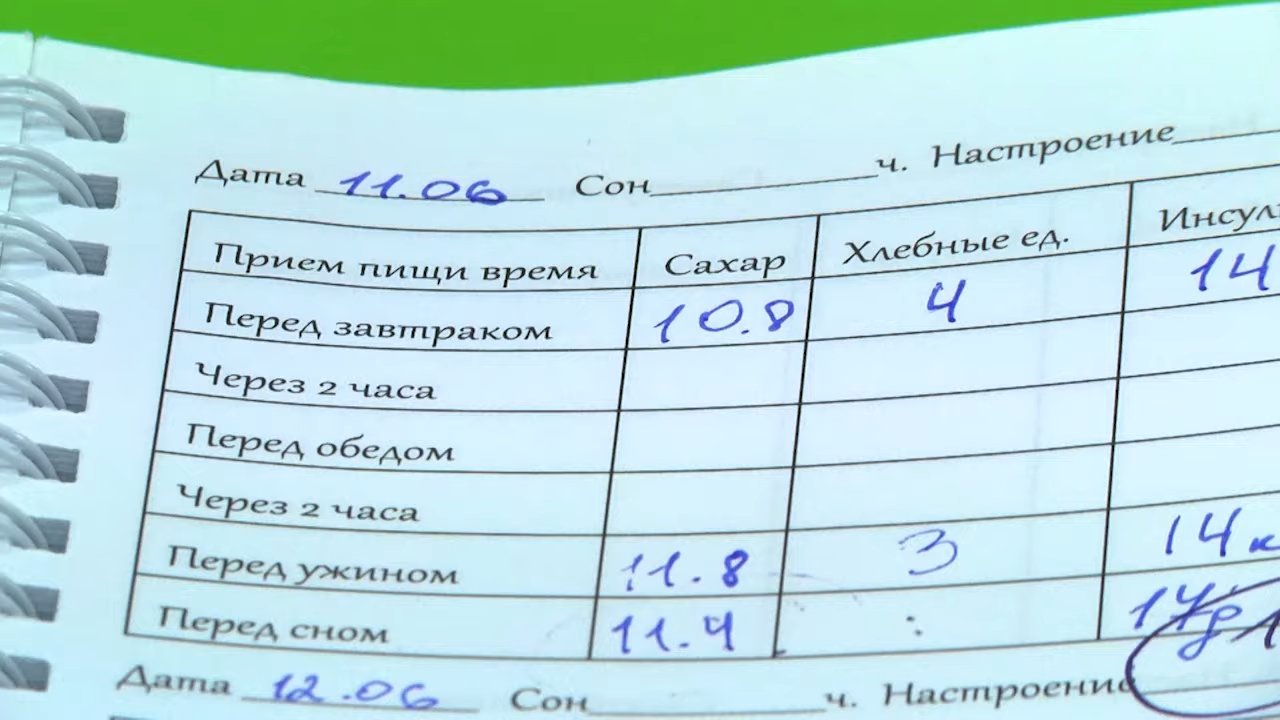 Дата 11.06 Сон ч. Настроение
Прием пищи время Сахар Хлебные ед.
Перед завтраком 10.8 4 14
Через 2 часа
Перед обедом
Через 2 часа
Перед ужином 11.8 3 14 к
Перед сном 11.4
Дата 12.06 Сон ч. Настроение